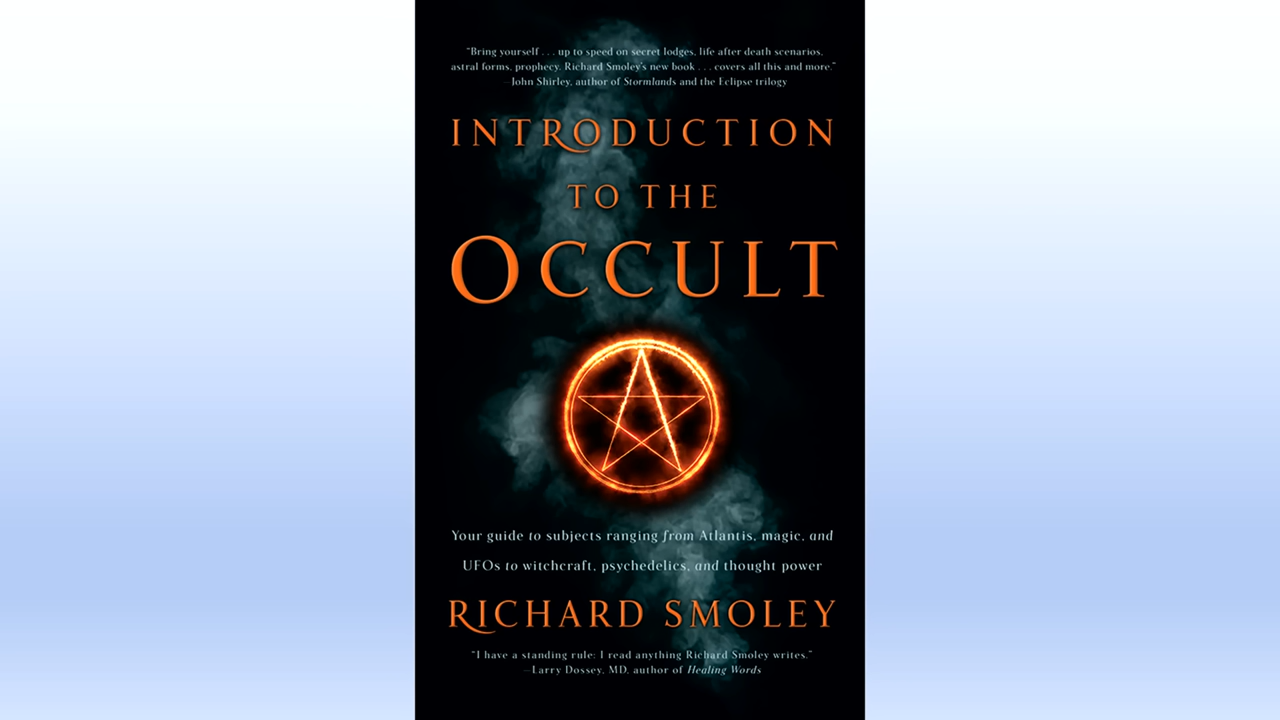 "Bring yourself . . . up to speed on secret lodges, life after death scenarios,
astral forms, prophecy. Richard Smoley's new book . . . covers all this and more."
—John Shirley, author of Stormlands and the Eclipse trilogy
INTRODUCTION
TO THE
OCCULT
Your guide to subjects ranging from Atlantis, magic, and
UFOs to witchcraft, psychedelics, and thought power
RICHARD SMOLEY
"I have a standing rule: I read anything Richard Smoley writes."
—Larry Dossey, MD, author of Healing Words